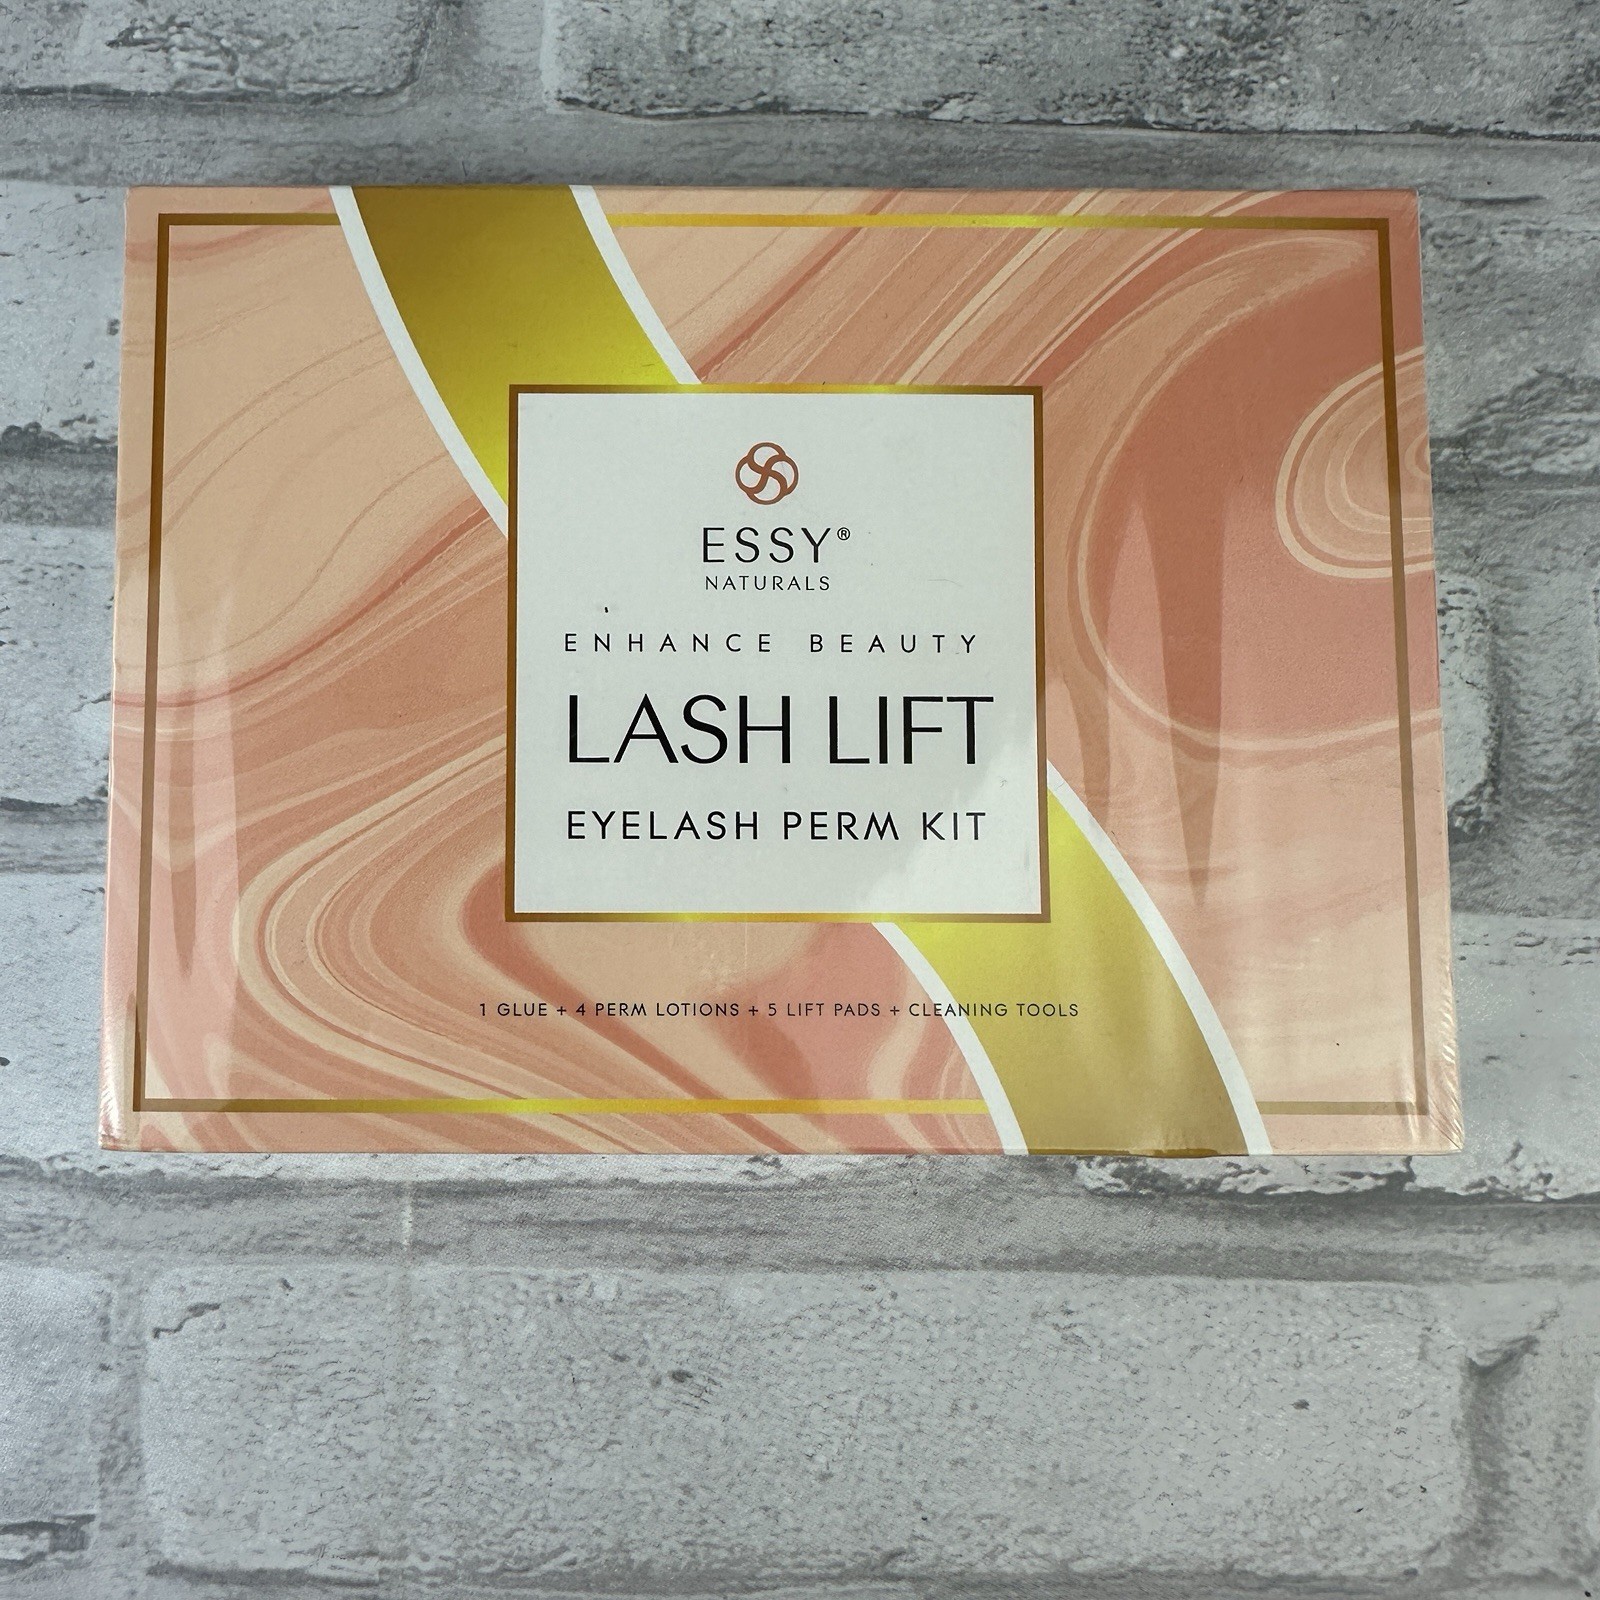 ESSY®
NATURALS
ENHANCE BEAUTY
LASH LIFT
EYELASH PERM KIT
1 GLUE + 4 PERM LOTIONS + 5 LIFT PADS + CLEANING TOOLS